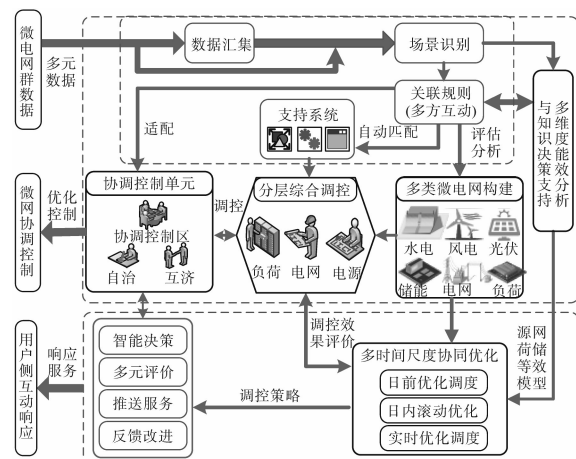 微电网群数据
多元
数据
数据汇集
场景识别
关联规则
(多方互动)
支持系统
自动匹配
适配
评估
分析
多维度能效分析
与知识决策支持
微网协调控制
优化
控制
协调控制单元
协调控制区
自治
互济
调控
分层综合调控
负荷
电网
电源
多类微电网构建
水电
风电
光伏
储能
电网
负荷
用户侧互动响应
响应
服务
智能决策
多元评价
推送服务
反馈改进
调控效
果评价
调控策略
多时间尺度协同优化
日前优化调度
日内滚动优化
实时优化调度
源网
荷储
等效
模型